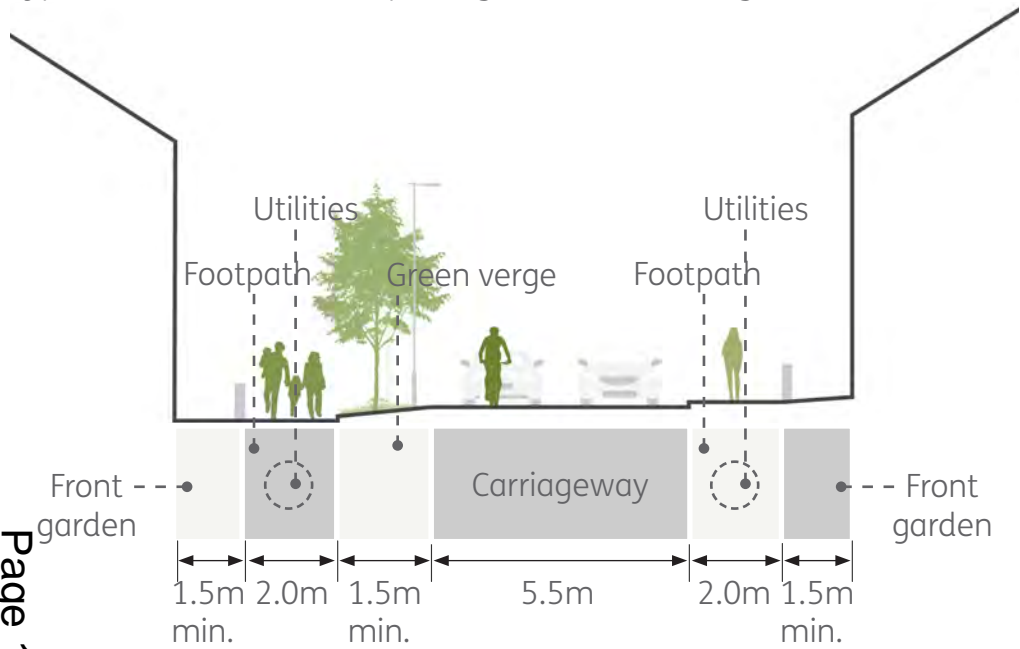 Utilities
Utilities
Footpath
Green verge
Footpath
Carriageway
Front
garden
Front
garden
1.5m
min.
2.0m
1.5m
min.
5.5m
2.0m
1.5m
min.
Page